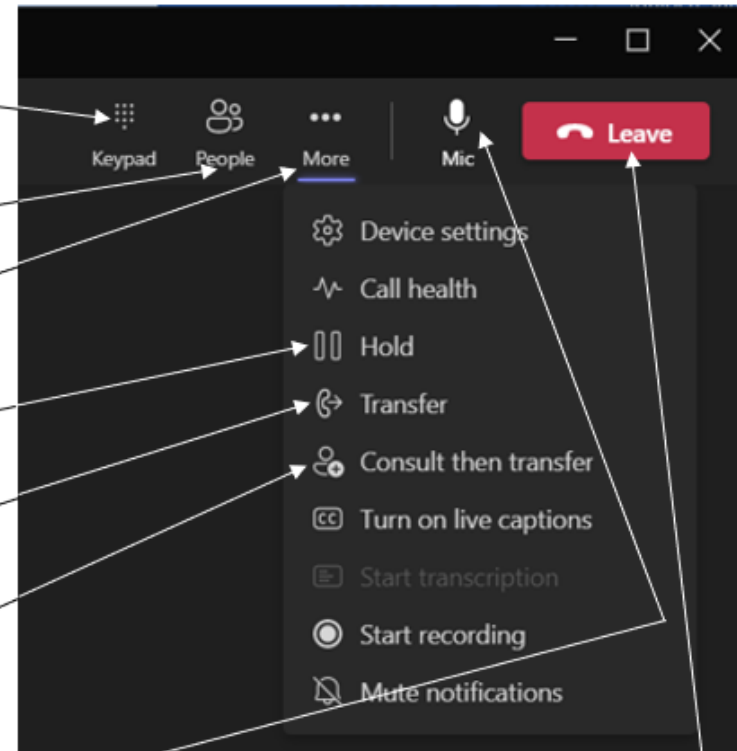 Keypad People More Mic Leave
Device settings
Call health
Hold
Transfer
Consult then transfer
CC Turn on live captions
Start transcription
Start recording
Mute notifications